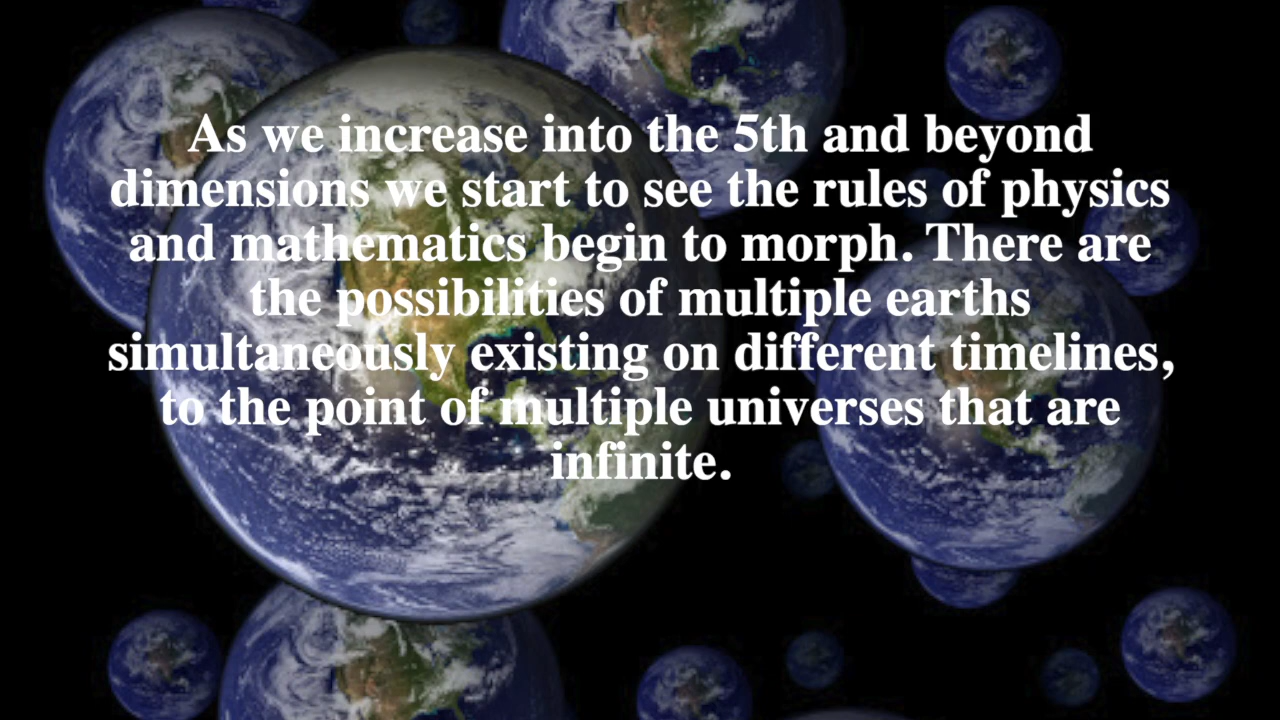 As we increase into the 5th and beyond
dimensions we start to see the rules of physics
and mathematics begin to morph. There are
the possibilities of multiple earths
simultaneously existing on different timelines,
to the point of multiple universes that are
infinite.